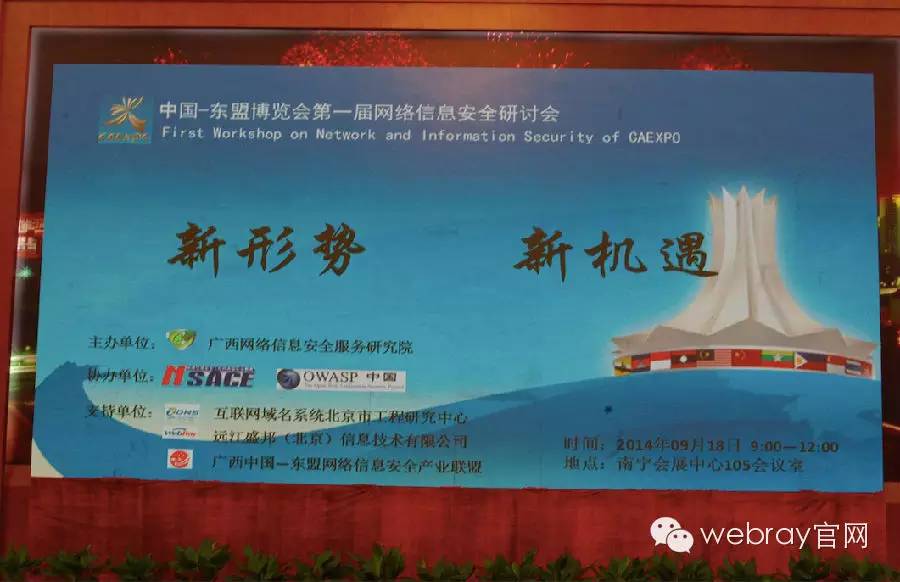 中国-东盟博览会第一届网络信息安全研讨会
First Workshop on Network and Information Security of CAEXPO
新形势 新机遇
主办单位： 广西网络信息安全服务研究院
协办单位： NSACE OWASP 中国
支持单位： 互联网域名系统北京市工程研究中心
远江盛邦（北京）信息技术有限公司
广西中国-东盟网络信息安全产业联盟
时间：2014年09月18日 9:00—12:00
地点：南宁会展中心105会议室
webray官网